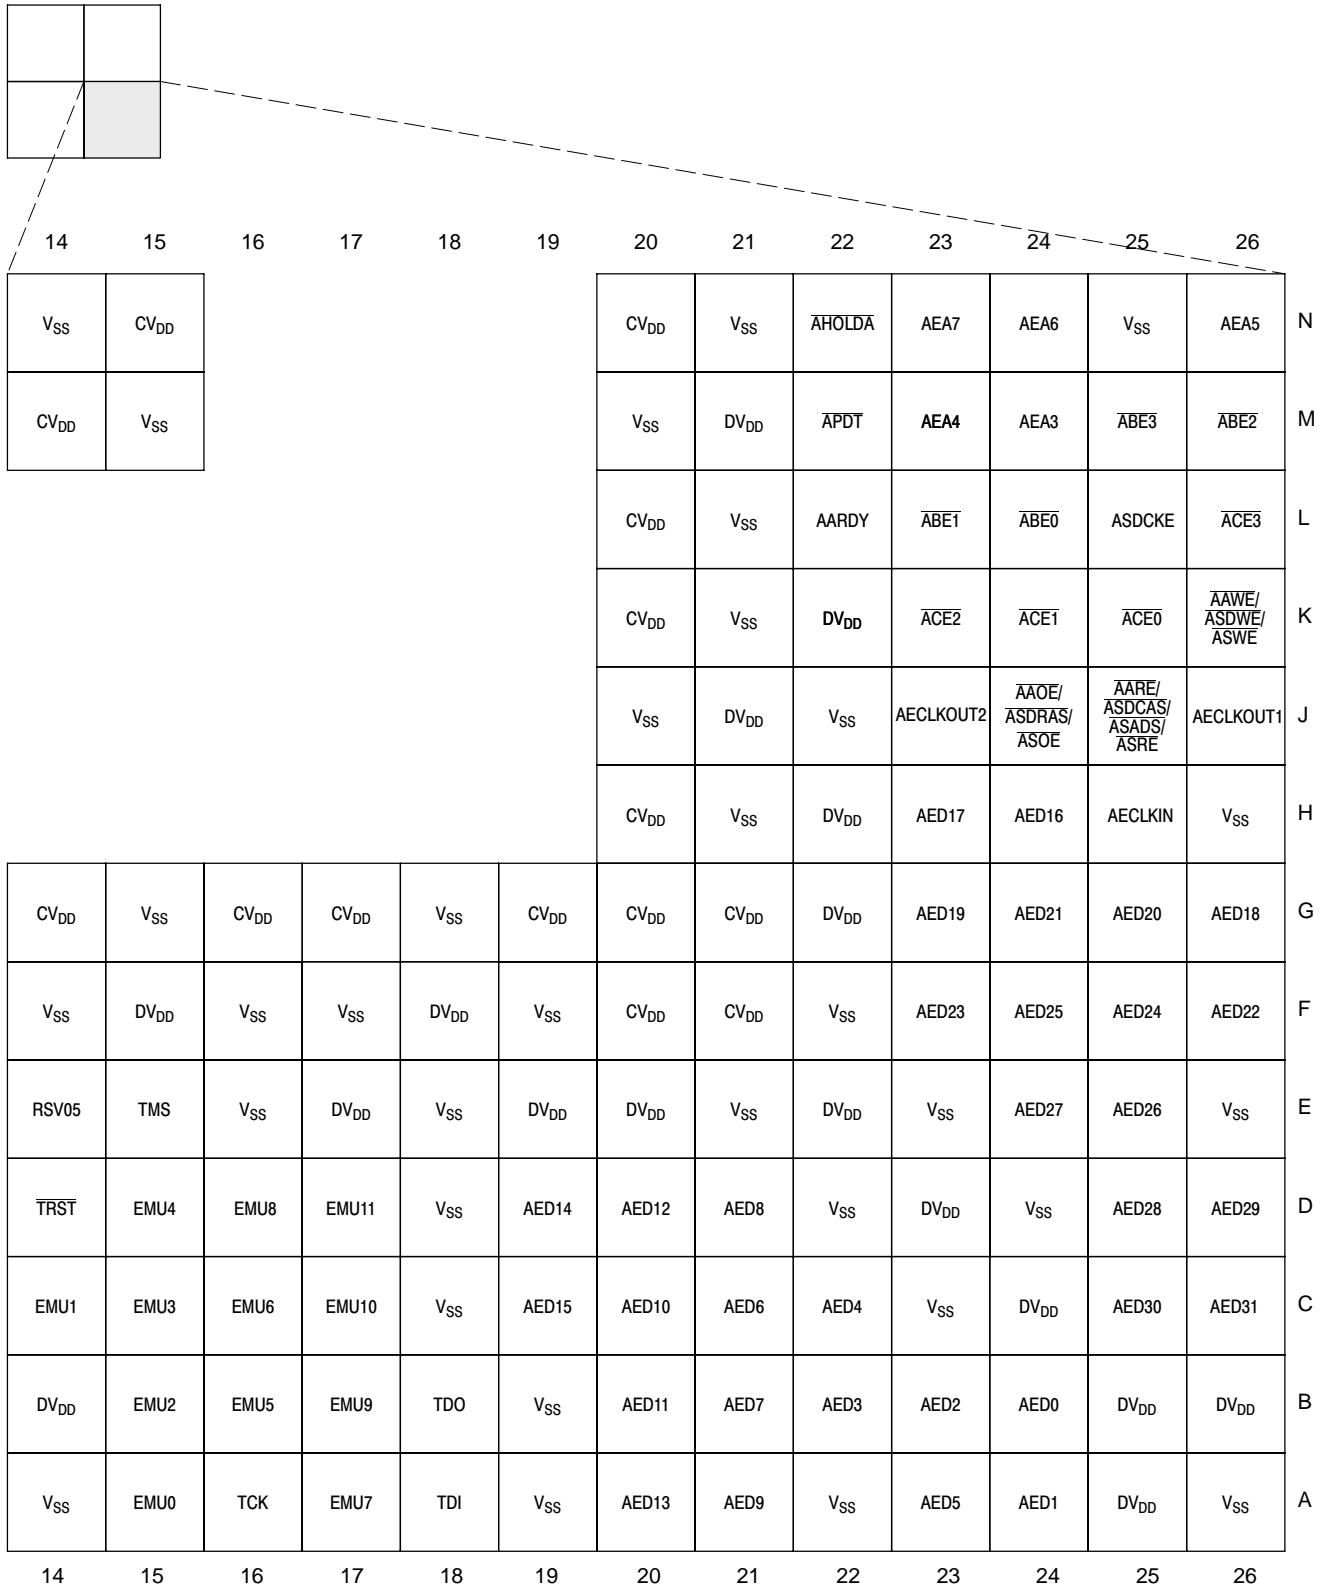 14 15 16 17 18 19 20 21 22 23 24 25 26
VSS CVDD CVDD VSS AHOLDA AEA7 AEA6 VSS AEA5 N
CVDD VSS VSS DVDD APDT AEA4 AEA3 ABE3 ABE2 M
CVDD VSS AARDY ABE1 ABE0 ASDCKE ACE3 L
CVDD VSS DVDD ACE2 ACE1 ACE0 AAWE/ ASDWE/ ASWE K
VSS DVDD VSS AECLKOUT2 AAOE/ ASDRAS/ ASOE AARE/ ASDCAS/ ASADS/ ASRE AECLKOUT1 J
CVDD VSS DVDD AED17 AED16 AECLKIN VSS H
CVDD VSS CVDD CVDD VSS CVDD CVDD CVDD DVDD AED19 AED21 AED20 AED18 G
VSS DVDD VSS VSS DVDD VSS CVDD CVDD VSS AED23 AED25 AED24 AED22 F
RSV05 TMS VSS DVDD VSS DVDD DVDD VSS DVDD VSS AED27 AED26 VSS E
TRST EMU4 EMU8 EMU11 VSS AED14 AED12 AED8 VSS DVDD VSS AED28 AED29 D
EMU1 EMU3 EMU6 EMU10 VSS AED15 AED10 AED6 AED4 VSS DVDD AED30 AED31 C
DVDD EMU2 EMU5 EMU9 TDO VSS AED11 AED7 AED3 AED2 AED0 DVDD DVDD B
VSS EMU0 TCK EMU7 TDI VSS AED13 AED9 VSS AED5 AED1 DVDD VSS A
14 15 16 17 18 19 20 21 22 23 24 25 26